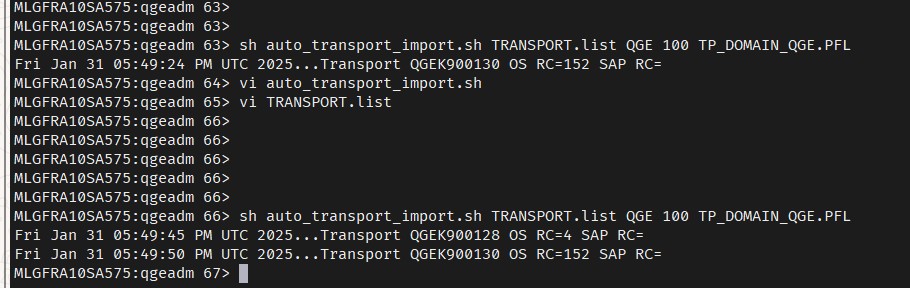 MLGFRA10SA575:qgeadm 63>
MLGFRA10SA575:qgeadm 63>
MLGFRA10SA575:qgeadm 63> sh auto_transport_import.sh TRANSPORT.list QGE 100 TP_DOMAIN_QGE.PFL
Fri Jan 31 05:49:24 PM UTC 2025...Transport QGEK900130 OS RC=152 SAP RC=
MLGFRA10SA575:qgeadm 64> vi auto_transport_import.sh
MLGFRA10SA575:qgeadm 65> vi TRANSPORT.list
MLGFRA10SA575:qgeadm 66>
MLGFRA10SA575:qgeadm 66>
MLGFRA10SA575:qgeadm 66>
MLGFRA10SA575:qgeadm 66>
MLGFRA10SA575:qgeadm 66>
MLGFRA10SA575:qgeadm 66> sh auto_transport_import.sh TRANSPORT.list QGE 100 TP_DOMAIN_QGE.PFL
Fri Jan 31 05:49:45 PM UTC 2025...Transport QGEK900128 OS RC=4 SAP RC=
Fri Jan 31 05:49:50 PM UTC 2025...Transport QGEK900130 OS RC=152 SAP RC=
MLGFRA10SA575:qgeadm 67>